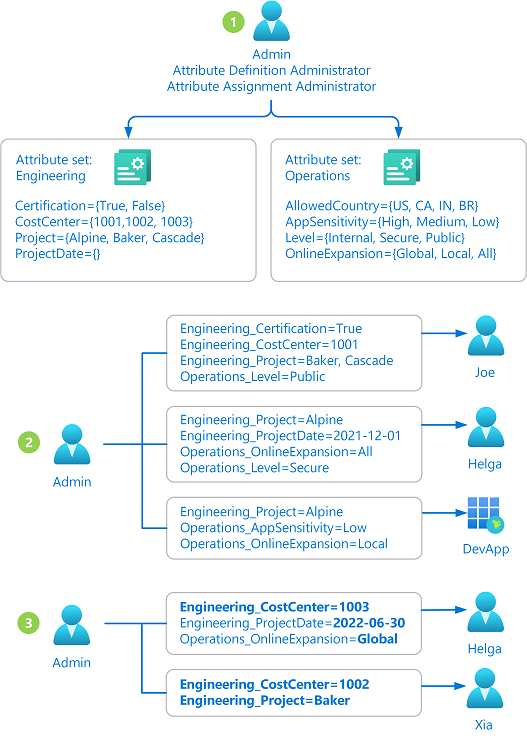 1
Admin
Attribute Definition Administrator
Attribute Assignment Administrator
Attribute set:
Engineering
Certification={True, False}
CostCenter={1001,1002, 1003}
Project={Alpine, Baker, Cascade}
ProjectDate={}
Attribute set:
Operations
AllowedCountry={US, CA, IN, BR}
AppSensitivity={High, Medium, Low}
Level={Internal, Secure, Public}
OnlineExpansion={Global, Local, All}
2
Admin
Engineering_Certification=True
Engineering_CostCenter=1001
Engineering_Project=Baker, Cascade
Operations_Level=Public
Joe
Engineering_Project=Alpine
Engineering_ProjectDate=2021-12-01
Operations_OnlineExpansion=All
Operations_Level=Secure
Helga
Engineering_Project=Alpine
Operations_AppSensitivity=Low
Operations_OnlineExpansion=Local
DevApp
3
Admin
Engineering_CostCenter=1003
Engineering_ProjectDate=2022-06-30
Operations_OnlineExpansion=Global
Helga
Engineering_CostCenter=1002
Engineering_Project=Baker
Xia